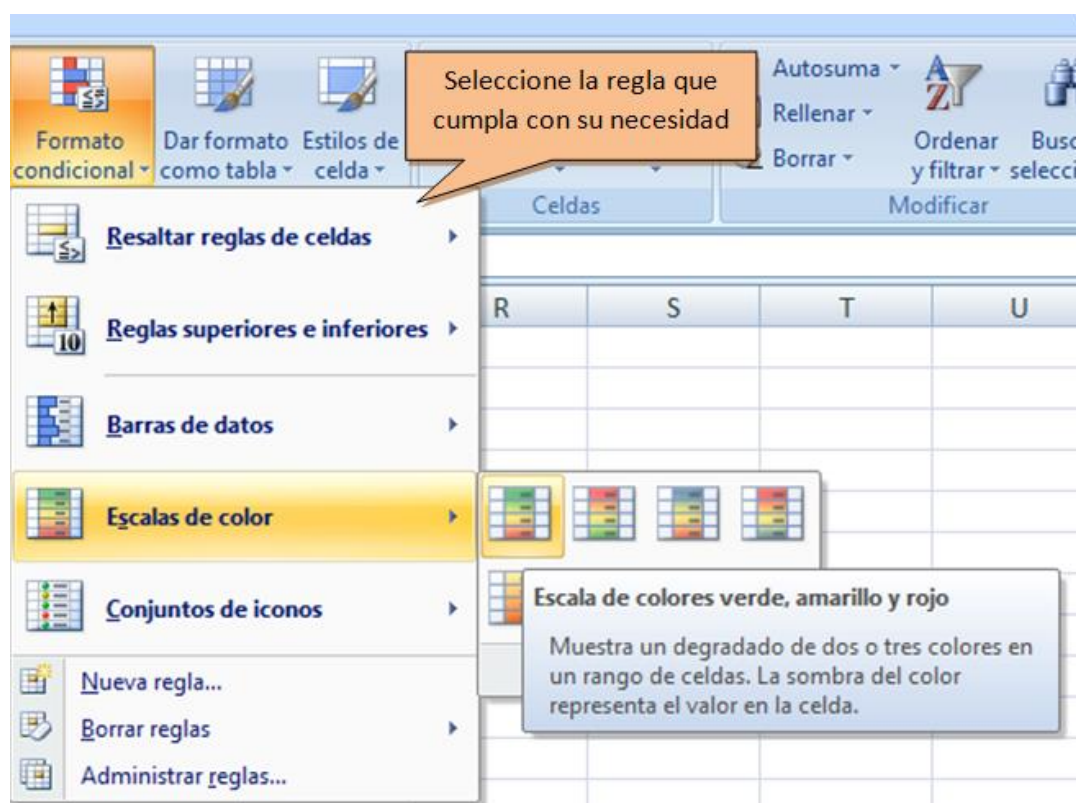 Seleccione la regla que
cumpla con su necesidad
Autosuma
Rellenar
Borrar
Formato
condicional
Dar formato
como tabla
Estilos de
celda
Ordenar
y filtrar
Celdas
Modificar
Resaltar reglas de celdas
10
Reglas superiores e inferiores
Barras de datos
Escalas de color
Conjuntos de iconos
Nueva regla...
Borrar reglas
Administrar reglas...
R S T U
Escala de colores verde, amarillo y rojo
Muestra un degradado de dos o tres colores en
un rango de celdas. La sombra del color
representa el valor en la celda.